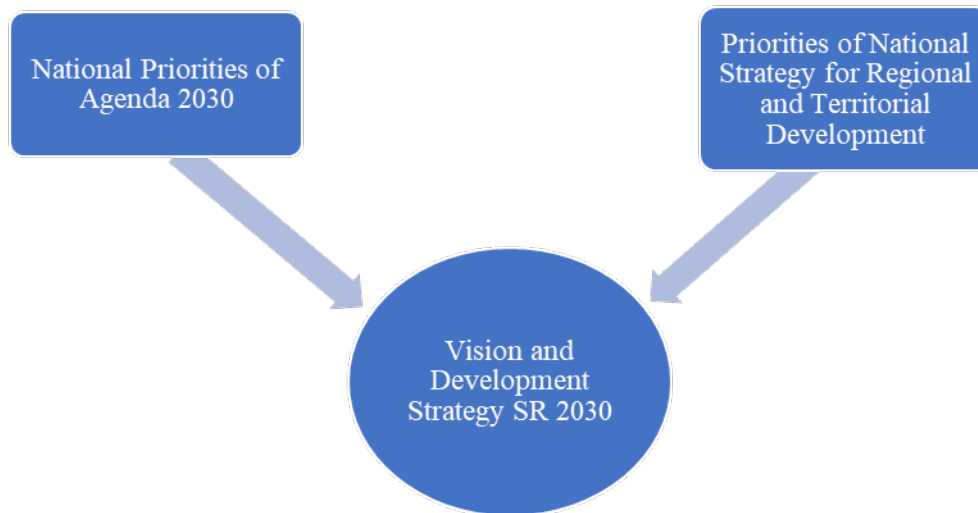 National Priorities of
Agenda 2030
Priorities of National
Strategy for Regional
and Territorial
Development
Vision and
Development
Strategy SR 2030